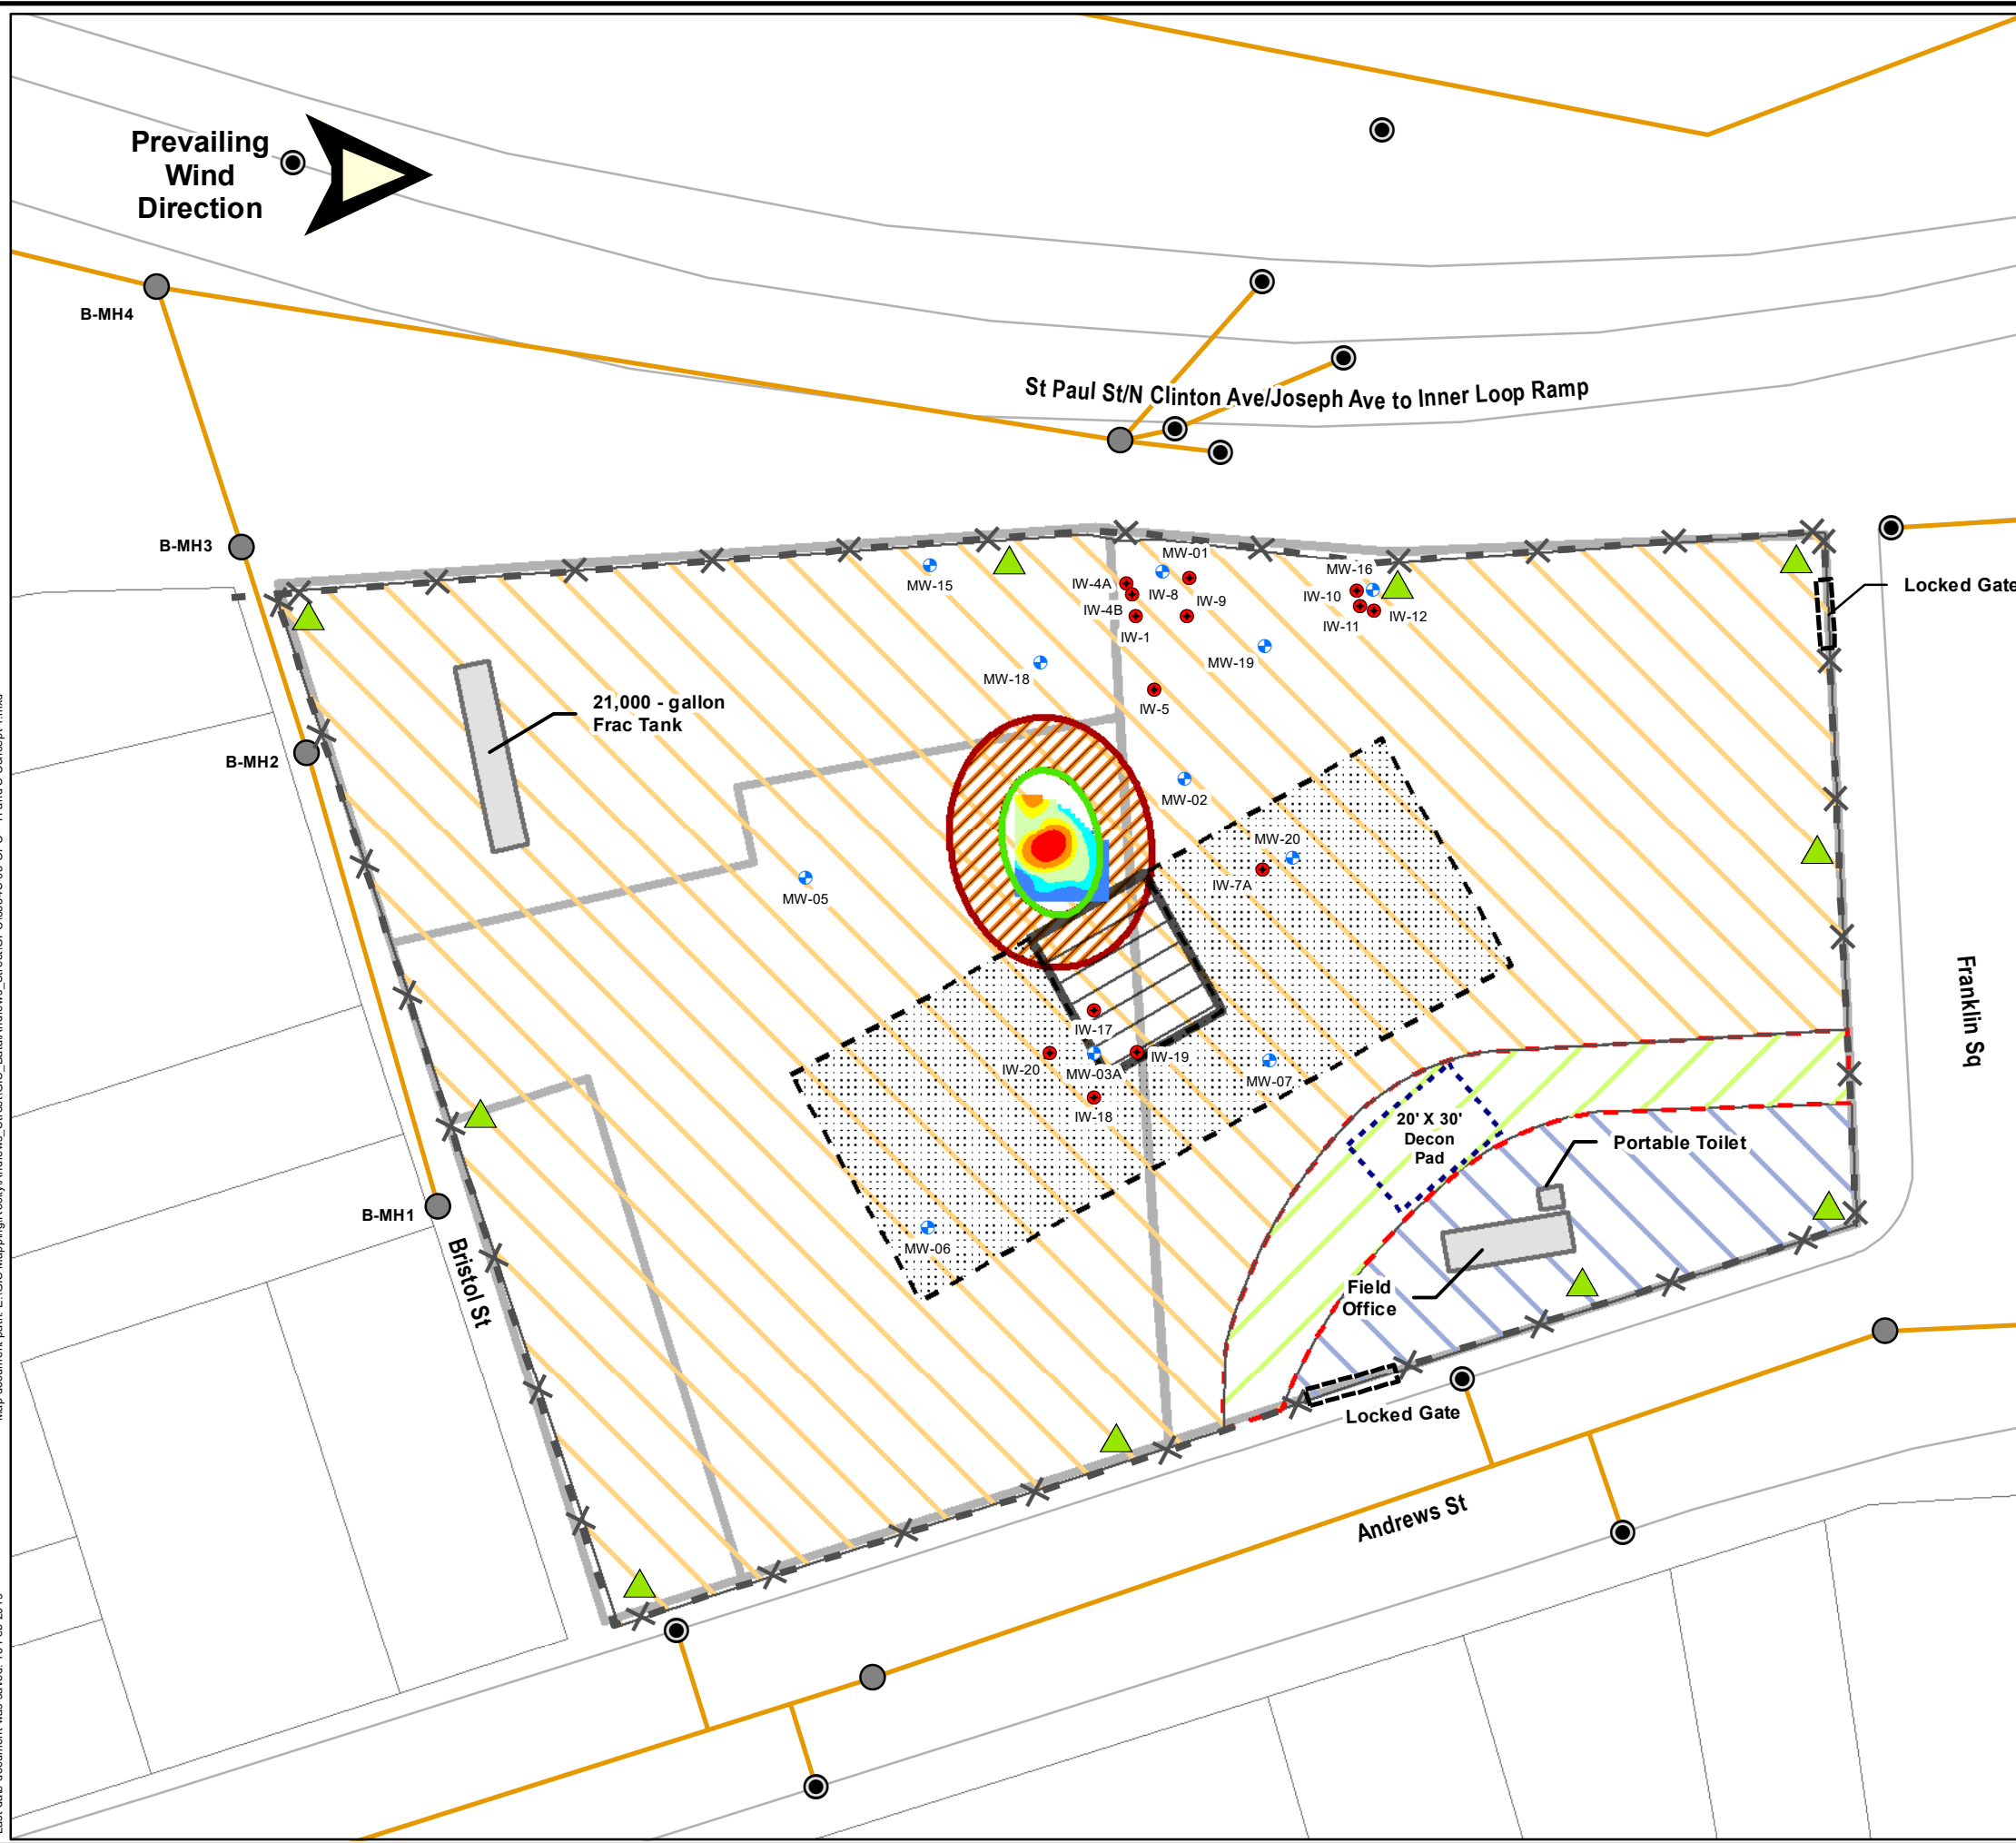 Prevailing
Wind
Direction
B-MH4
St Paul St/N Clinton Ave/Joseph Ave to Inner Loop Ramp
B-MH3
MW-01
MW-15
MW-16
Locked Gate
IW-4A
IW-8
IW-9
IW-10
IW-4B
IW-11
IW-12
IW-1
MW-19
MW-18
21,000 - gallon
Frac Tank
IW-5
B-MH2
MW-02
MW-20
IW-7A
MW-05
Franklin Sq
IW-17
IW-19
IW-20
MW-03A
MW-07
IW-18
20' X 30'
Decon
Pad
Portable Toilet
B-MH1
Bristol St
MW-06
Field
Office
Locked Gate
Andrews St